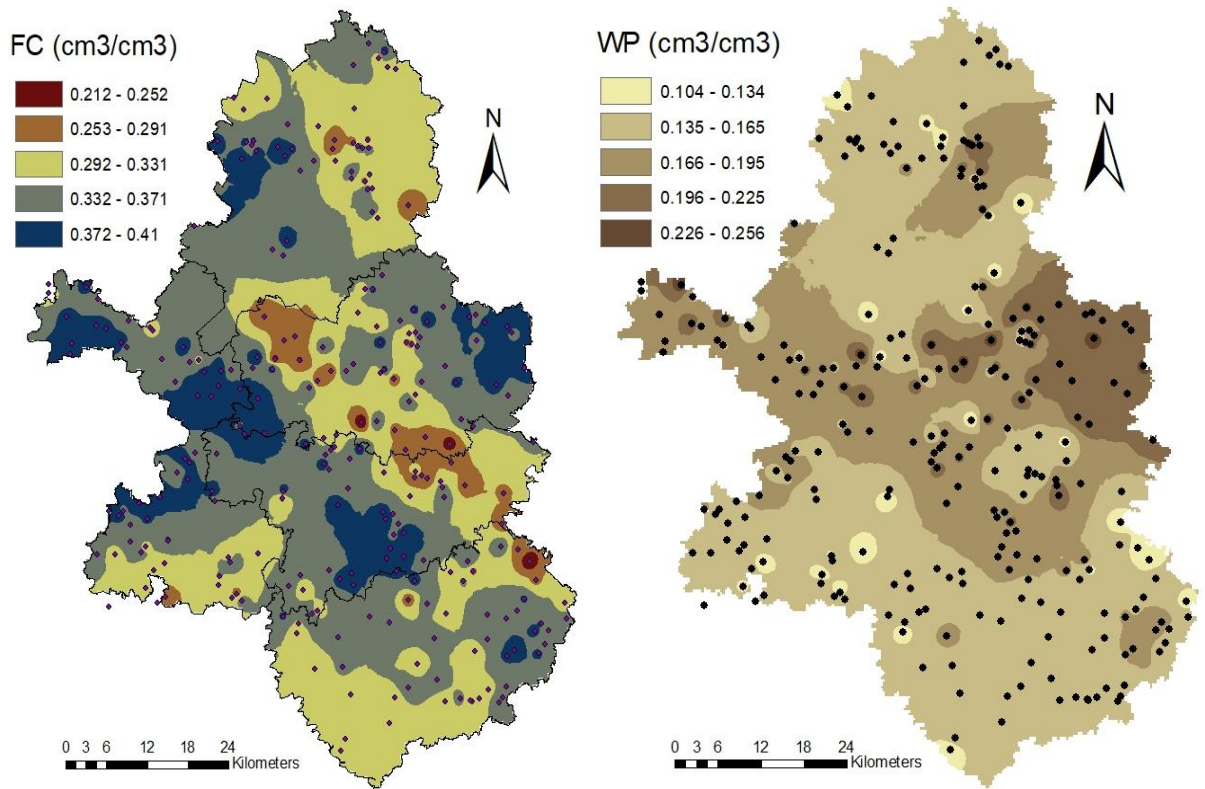 FC (cm3/cm3)
0.212 - 0.252
0.253 - 0.291
0.292 - 0.331
0.332 - 0.371
0.372 - 0.41
N
0 3 6 12 18 24
Kilometers
WP (cm3/cm3)
0.104 - 0.134
0.135 - 0.165
0.166 - 0.195
0.196 - 0.225
0.226 - 0.256
N
0 3 6 12 18 24
Kilometers